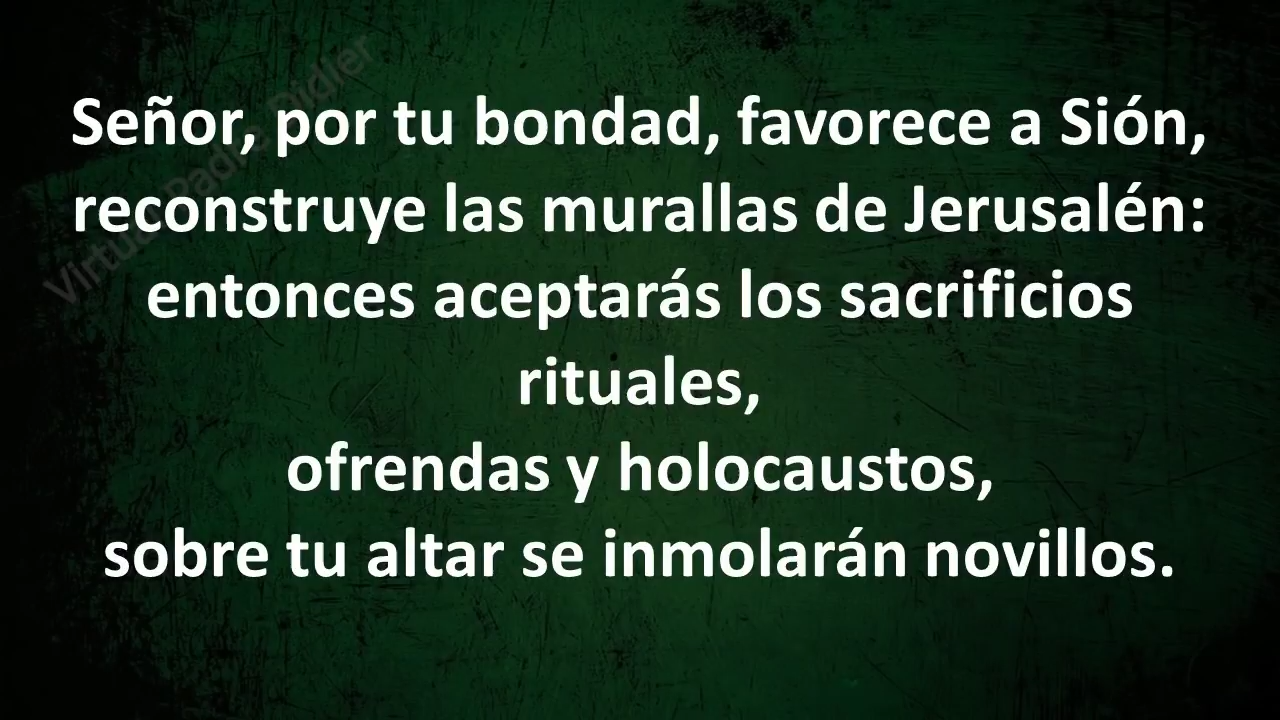 Señor, por tu bondad, favorece a Sión,
reconstruye las murallas de Jerusalén:
entonces aceptarás los sacrificios
rituales,
ofrendas y holocaustos,
sobre tu altar se inmolarán novillos.